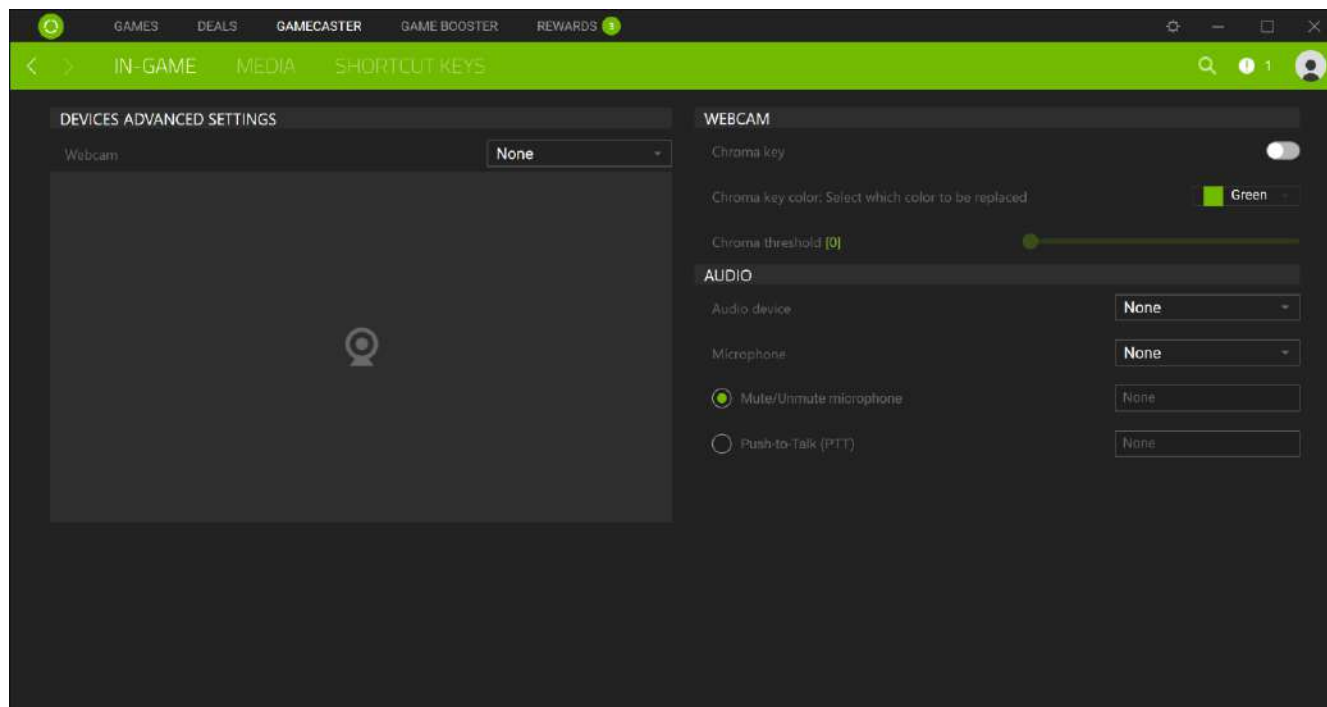 GAMES DEALS GAMECASTER GAME BOOSTER REWARDS 3
IN-GAME MEDIA SHORTCUT KEYS 1
DEVICES ADVANCED SETTINGS
Webcam None
WEBCAM
Chroma key
Chroma key color: Select which color to be replaced Green
Chroma threshold [0]
AUDIO
Audio device None
Microphone None
Mute/Unmute microphone None
Push-to-Talk (PTT) None